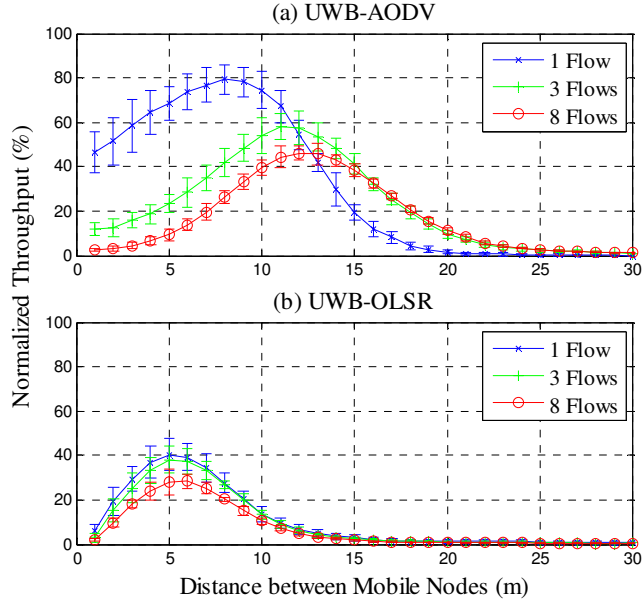 (a) UWB-AODV
100
80
60
40
20
0
0 5 10 15 20 25 30
1 Flow
3 Flows
8 Flows
Normalized Throughput (%)
(b) UWB-OLSR
100
80
60
40
20
0
0 5 10 15 20 25 30
1 Flow
3 Flows
8 Flows
Distance between Mobile Nodes (m)